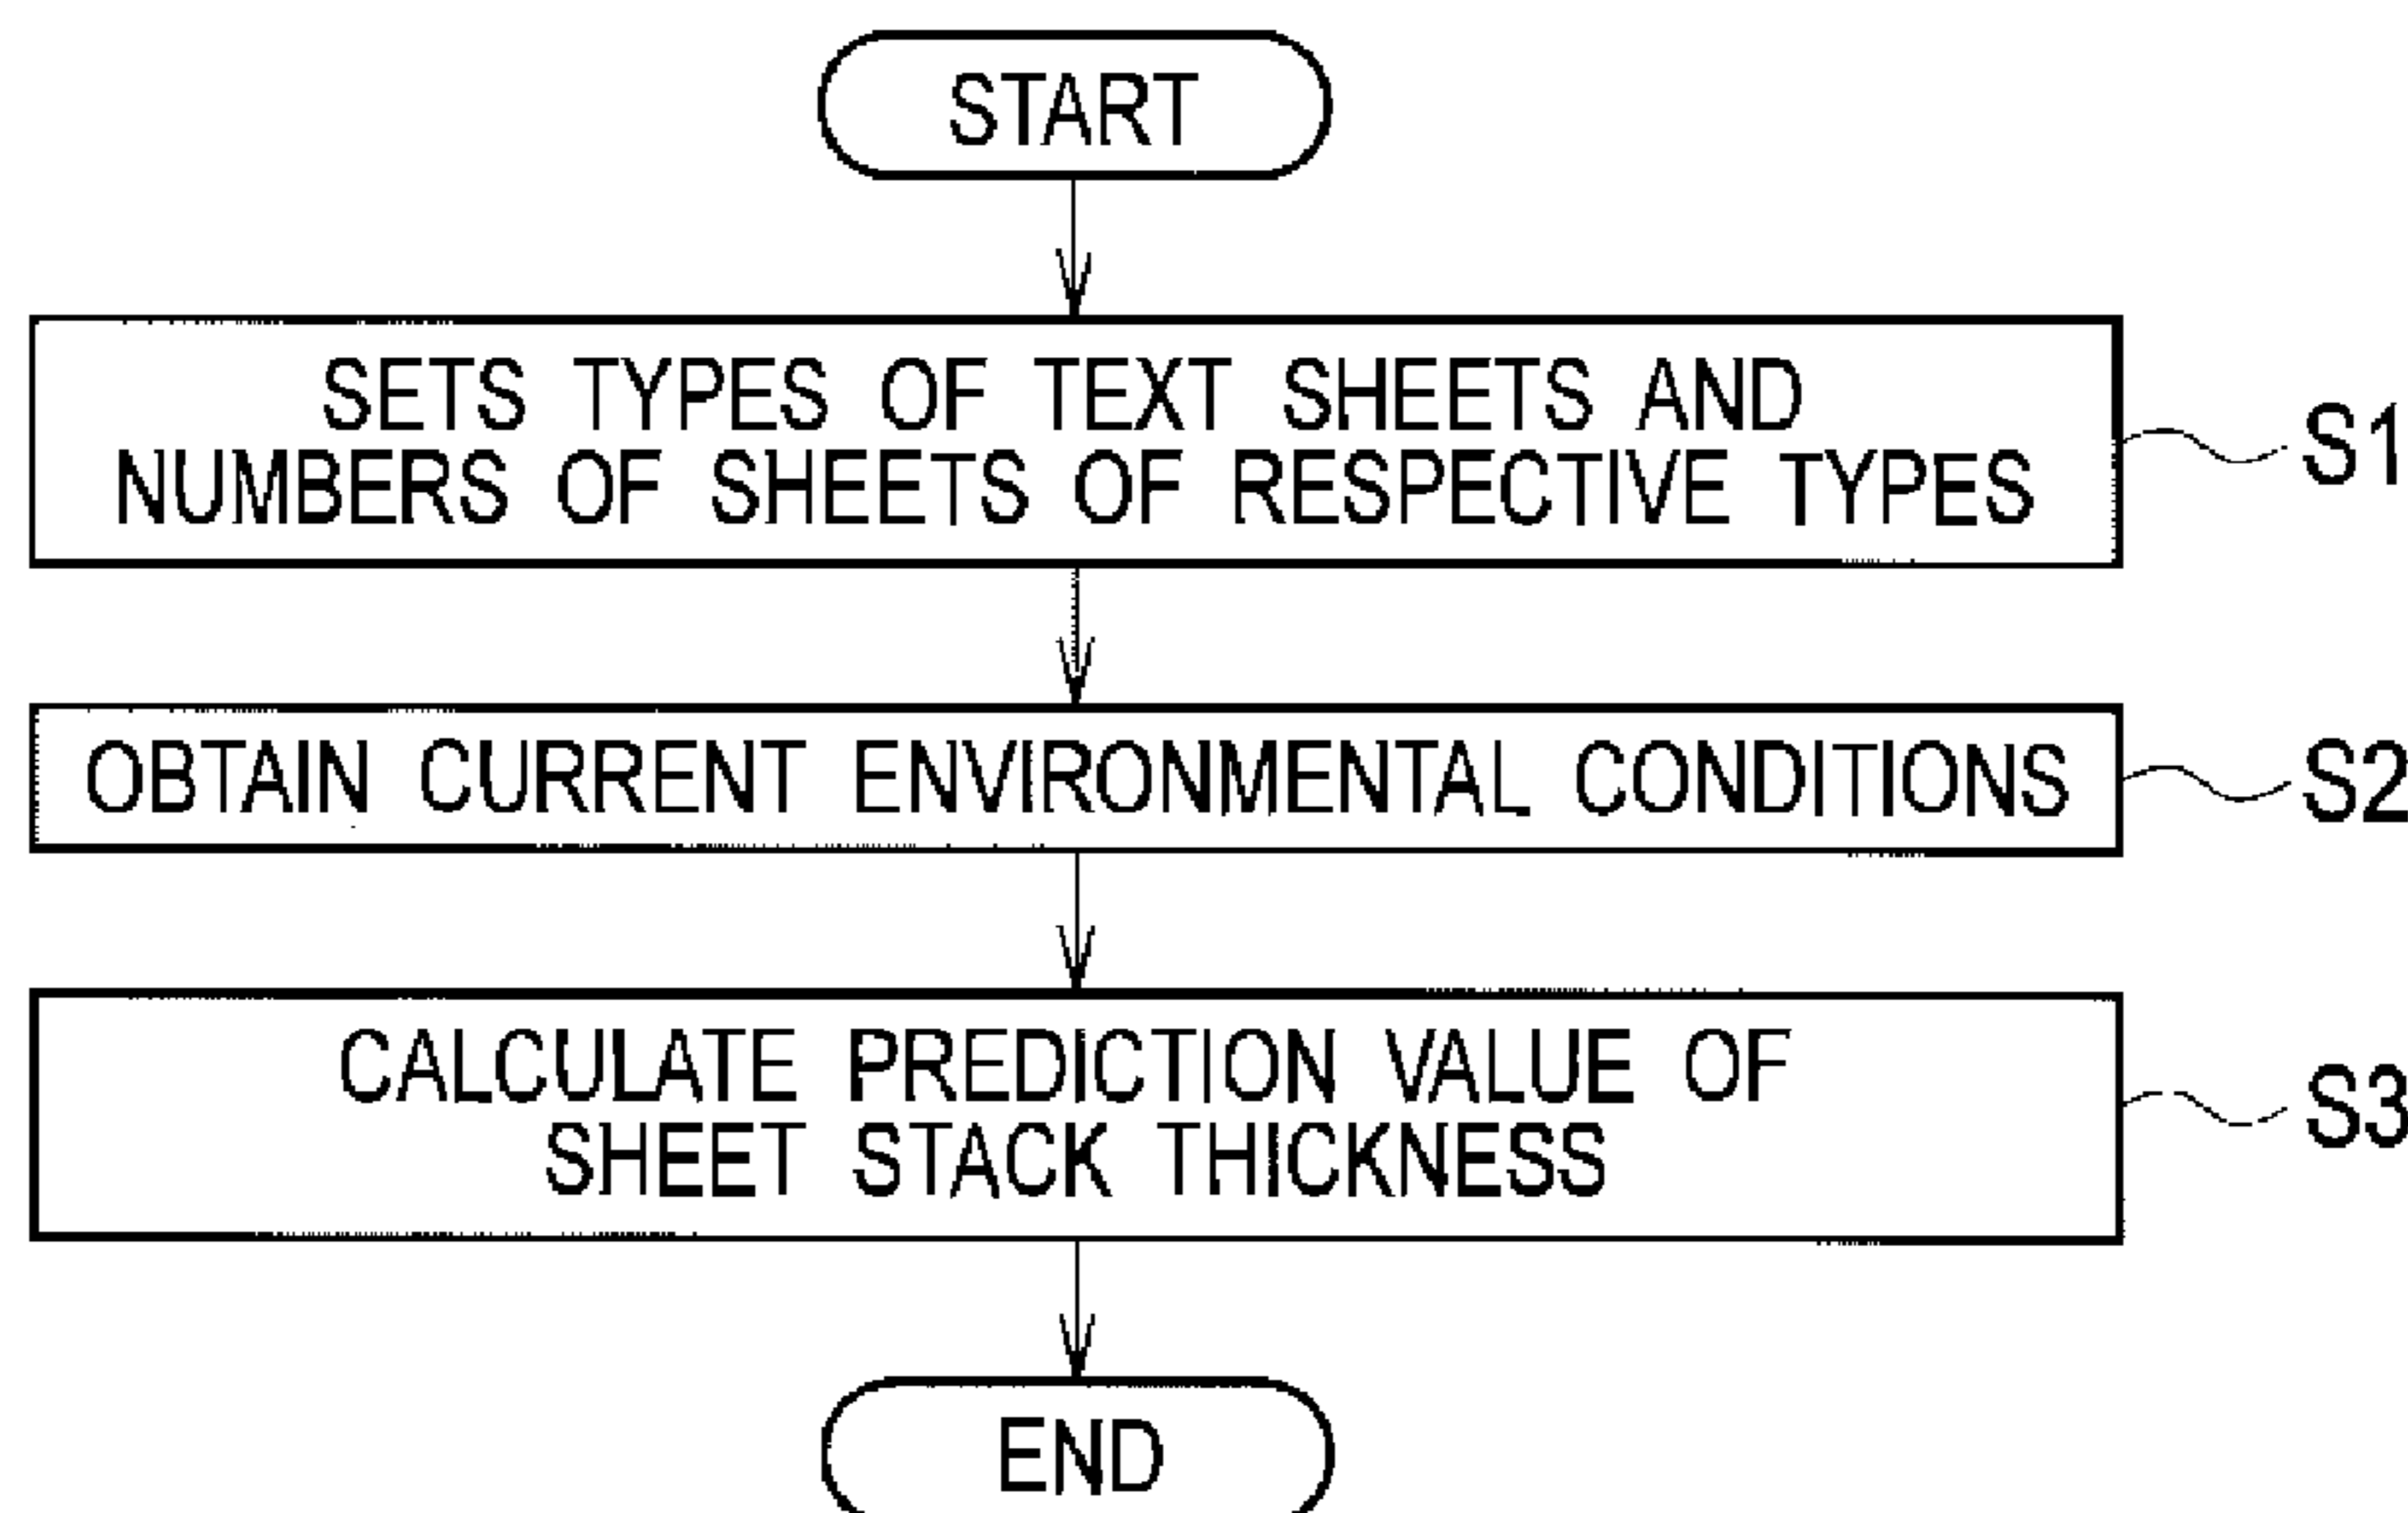 START
SETS TYPES OF TEXT SHEETS AND
NUMBERS OF SHEETS OF RESPECTIVE TYPES
S1
OBTAIN CURRENT ENVIRONMENTAL CONDITIONS
S2
CALCULATE PREDICTION VALUE OF
SHEET STACK THICKNESS
S3
END